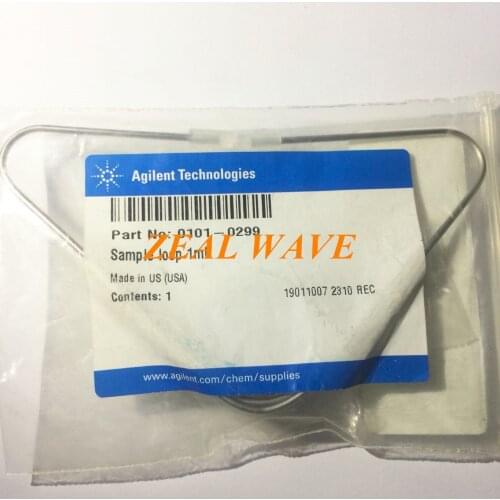 Agilent Technologies
Part No: 0101-0299
ZEAL WAVE
Sample loop 1ml
Made in US (USA)
Contents: 1
19011007 2310 REC
www.agilent.com/chem/supplies